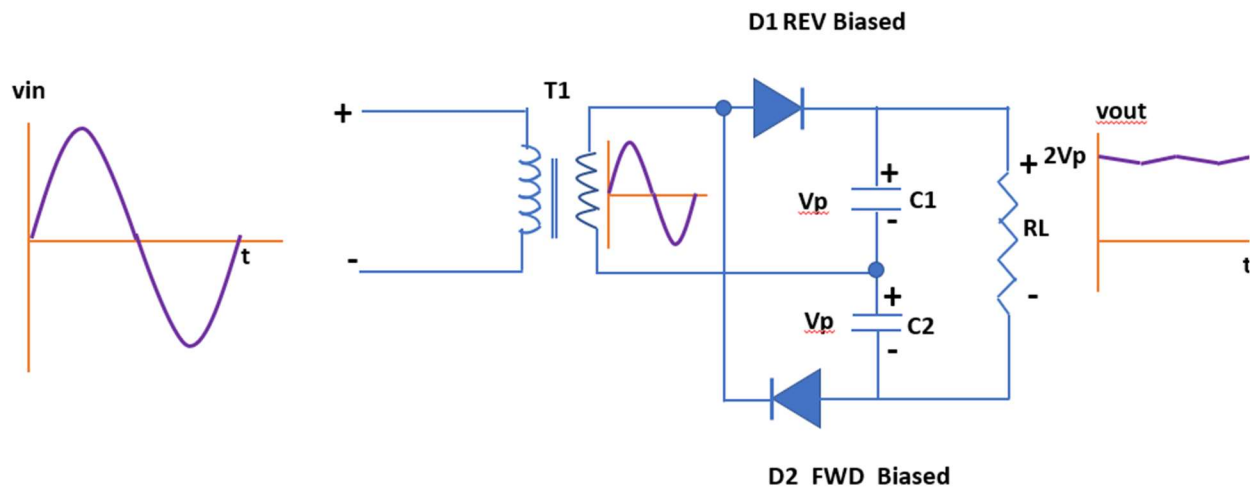 D1 REV Biased
vin
T1
+
vout
2Vp
+
+
Vp
C1
-
RL
t
-
+
-
t
Vp
C2
-
D2 FWD Biased